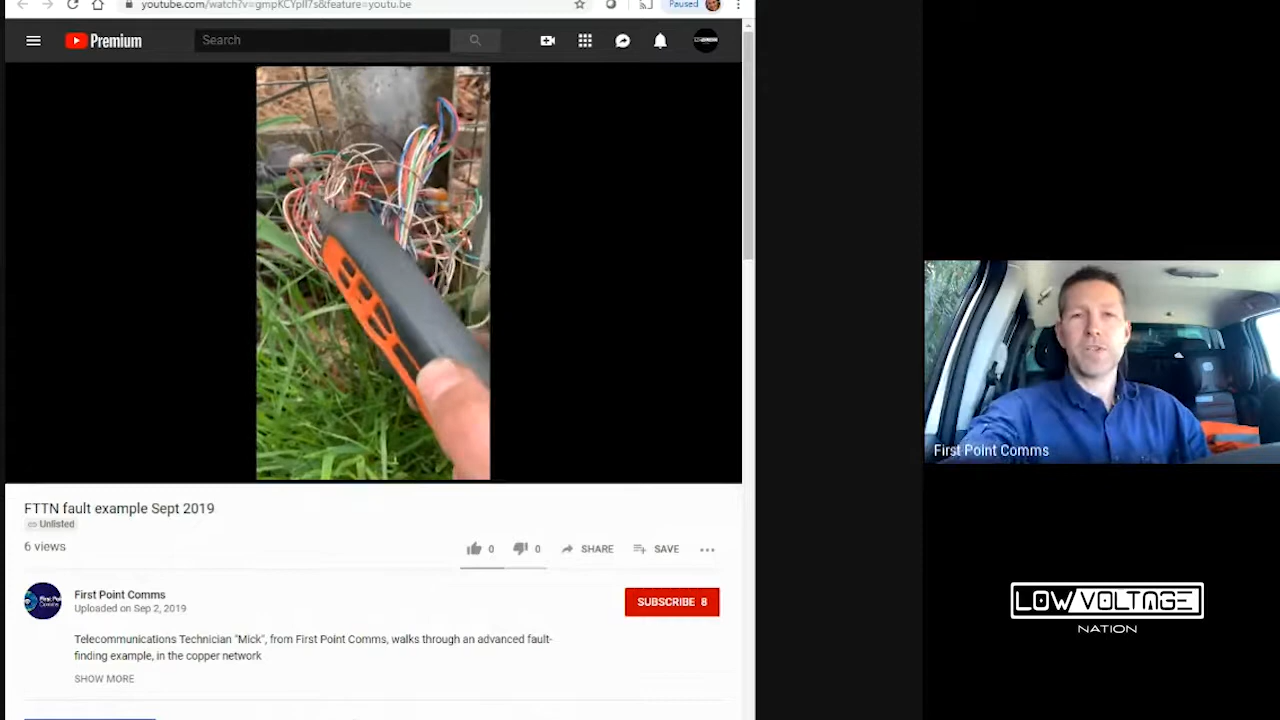 youtube.com/watch?v=gmpKCYpII7s&feature=youtu.be
Paused
Premium
Search
FTTN fault example Sept 2019
Unlisted
6 views
0
0
SHARE
SAVE
First Point Comms
Uploaded on Sep 2, 2019
SUBSCRIBE 8
Telecommunications Technician "Mick", from First Point Comms, walks through an advanced fault-
finding example, in the copper network
SHOW MORE
First Point Comms
LOW VOLTAGE
NATION